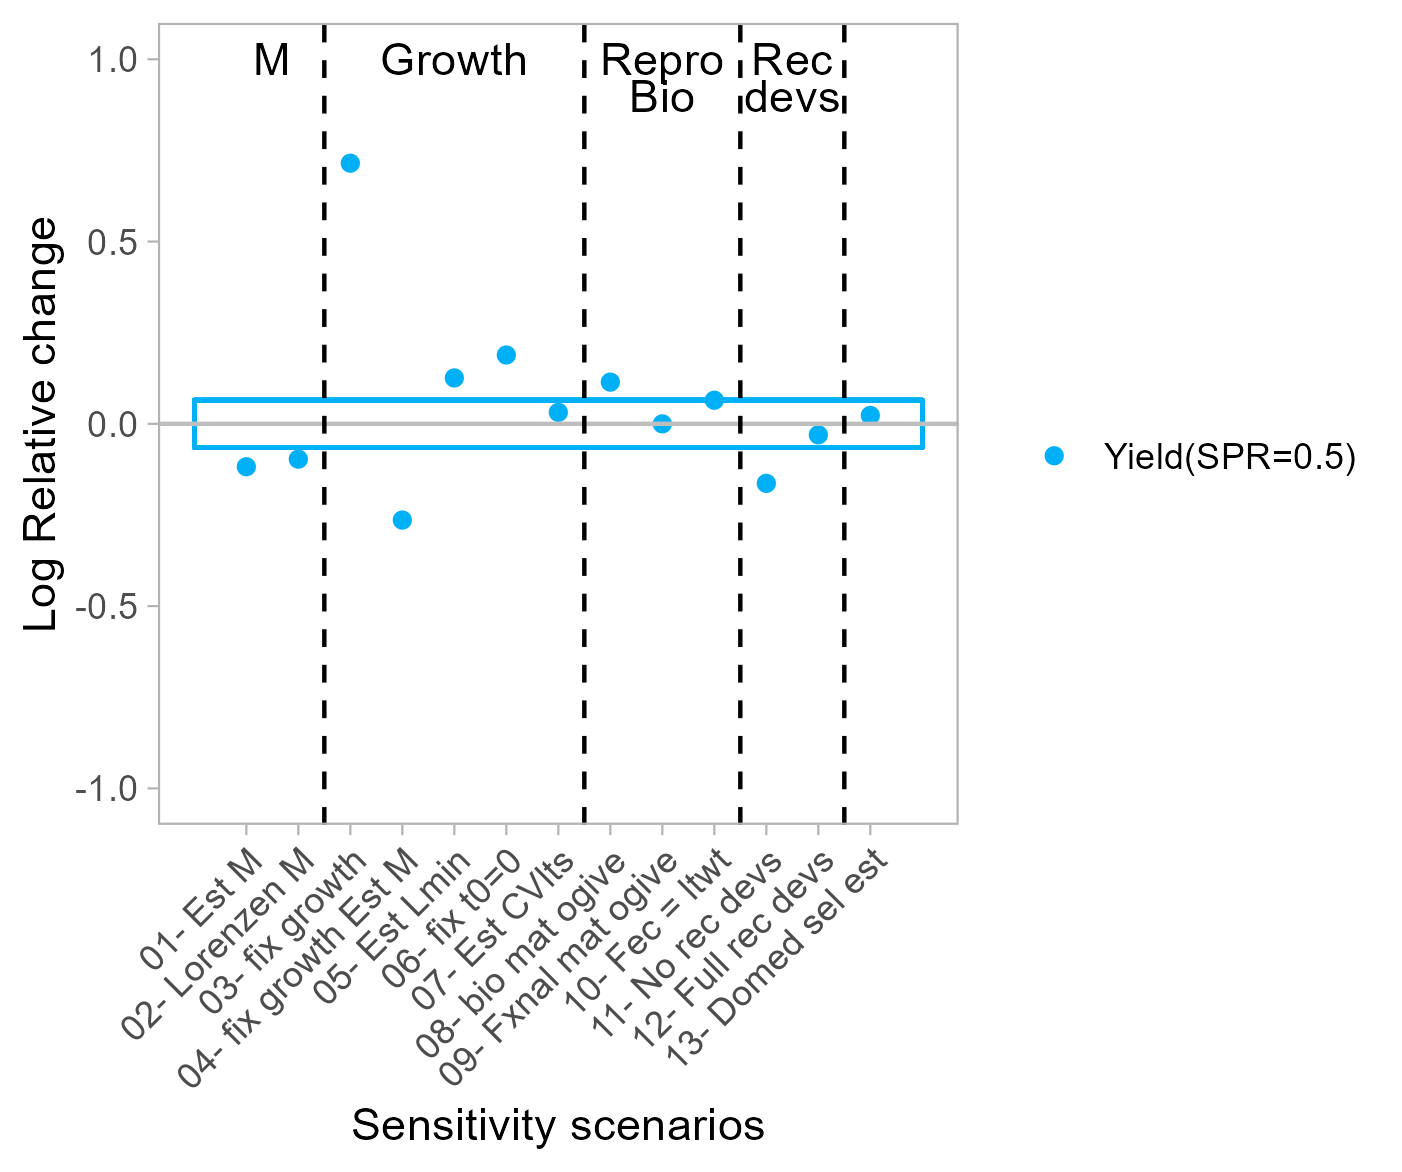 M
Growth
Repro
Bio
Rec
devs
1.0
0.5
0.0
-0.5
-1.0
Log Relative change
Yield(SPR=0.5)
01- Est M
02- Lorenzen M
03- fix growth
04- fix growth Est M
05- Est Lmin
06- fix t0=0
07- Est CVlts
08- bio mat ogive
09- Fxnal mat ogive
10- Fec = ltwt
11- No rec devs
12- Full rec devs
13- Domed sel est
Sensitivity scenarios